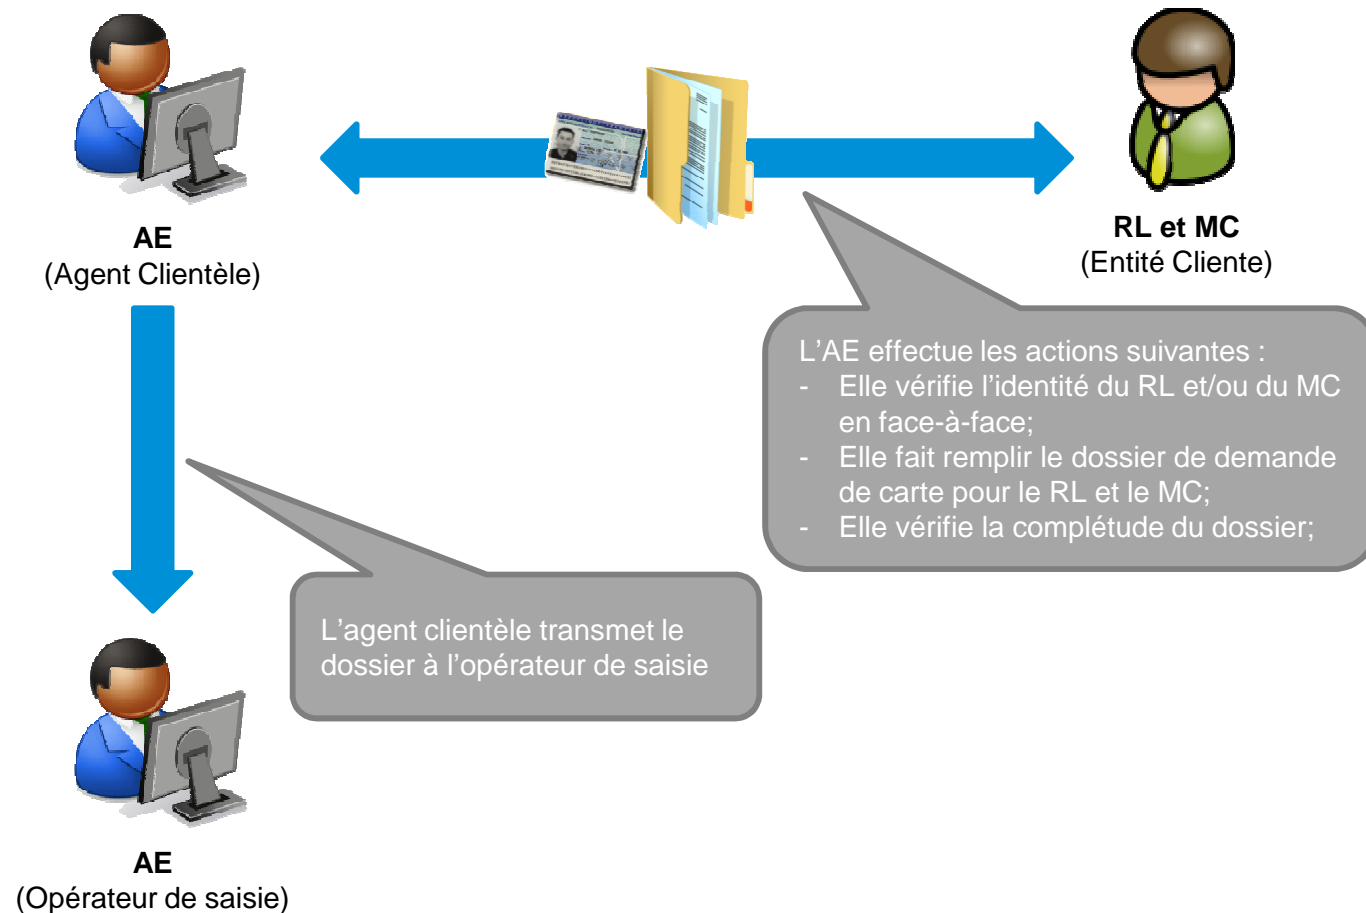 AE
(Agent Clientèle)
RL et MC
(Entité Cliente)
L’AE effectue les actions suivantes :
- Elle vérifie l’identité du RL et/ou du MC
en face-à-face;
- Elle fait remplir le dossier de demande
de carte pour le RL et le MC;
- Elle vérifie la complétude du dossier;
L’agent clientèle transmet le
dossier à l’opérateur de saisie
AE
(Opérateur de saisie)